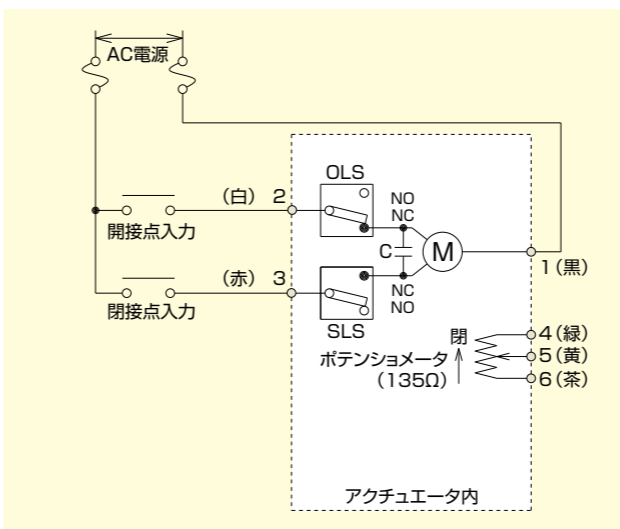 AC電源
OLS
NO
NC
(白) 2
開接点入力
C
M
1(黒)
(赤) 3
閉接点入力
NC
NO
SLS
閉
ポテンショメータ
(135Ω)
4(緑)
5(黄)
6(茶)
アクチュエータ内